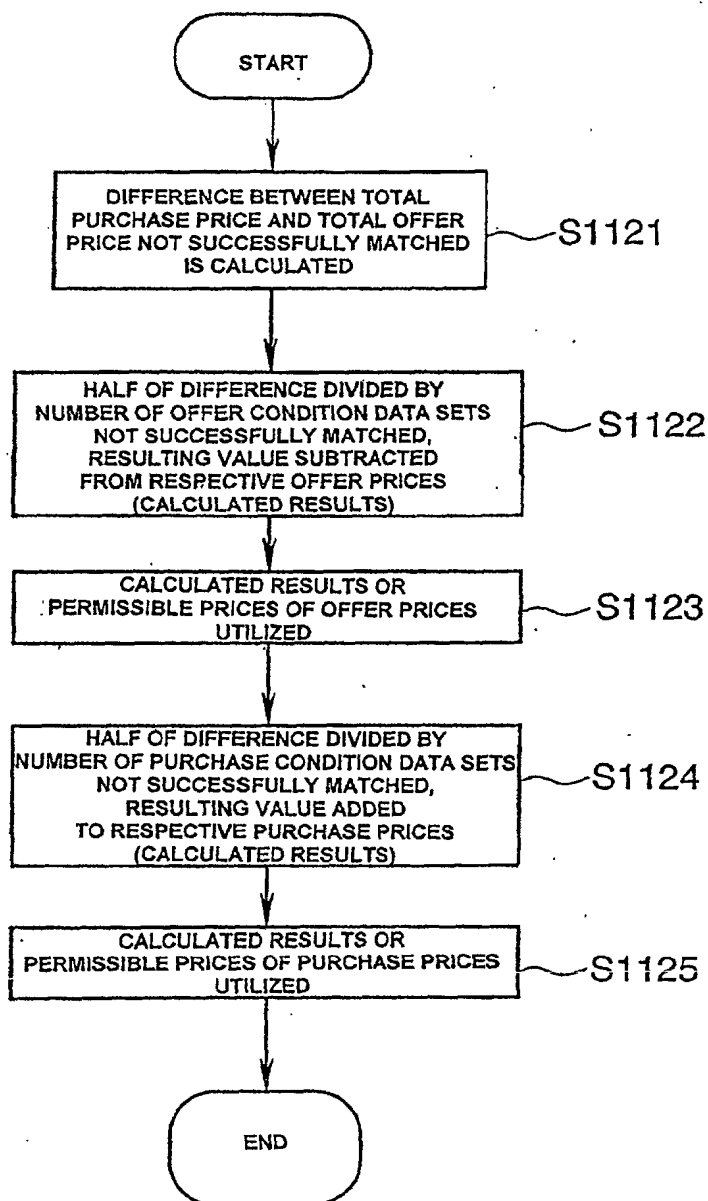 START
DIFFERENCE BETWEEN TOTAL
PURCHASE PRICE AND TOTAL OFFER
PRICE NOT SUCCESSFULLY MATCHED
IS CALCULATED
S1121
HALF OF DIFFERENCE DIVIDED BY
NUMBER OF OFFER CONDITION DATA SETS
NOT SUCCESSFULLY MATCHED,
RESULTING VALUE SUBTRACTED
FROM RESPECTIVE OFFER PRICES
(CALCULATED RESULTS)
S1122
CALCULATED RESULTS OR
PERMISSIBLE PRICES OF OFFER PRICES
UTILIZED
S1123
HALF OF DIFFERENCE DIVIDED BY
NUMBER OF PURCHASE CONDITION DATA SETS
NOT SUCCESSFULLY MATCHED,
RESULTING VALUE ADDED
TO RESPECTIVE PURCHASE PRICES
(CALCULATED RESULTS)
S1124
CALCULATED RESULTS OR
PERMISSIBLE PRICES OF PURCHASE PRICES
UTILIZED
S1125
END